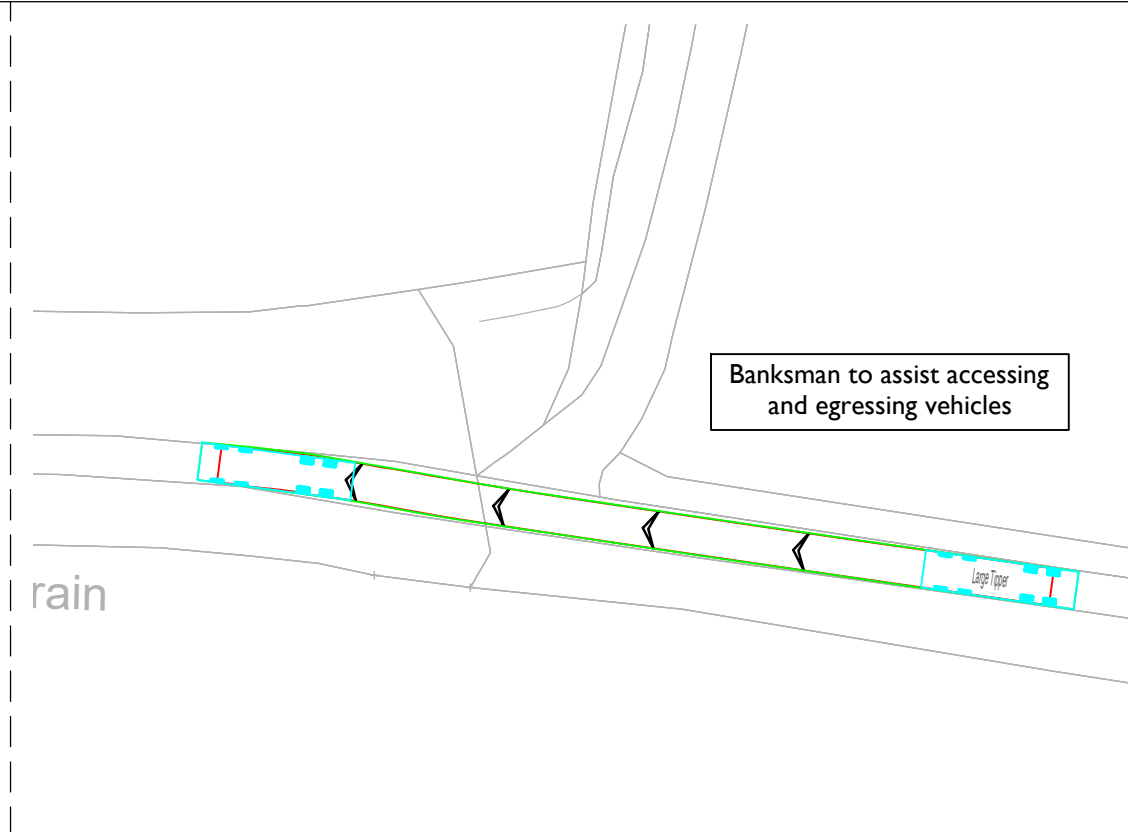 Banksman to assist accessing
and egressing vehicles
Large Tipper
rain